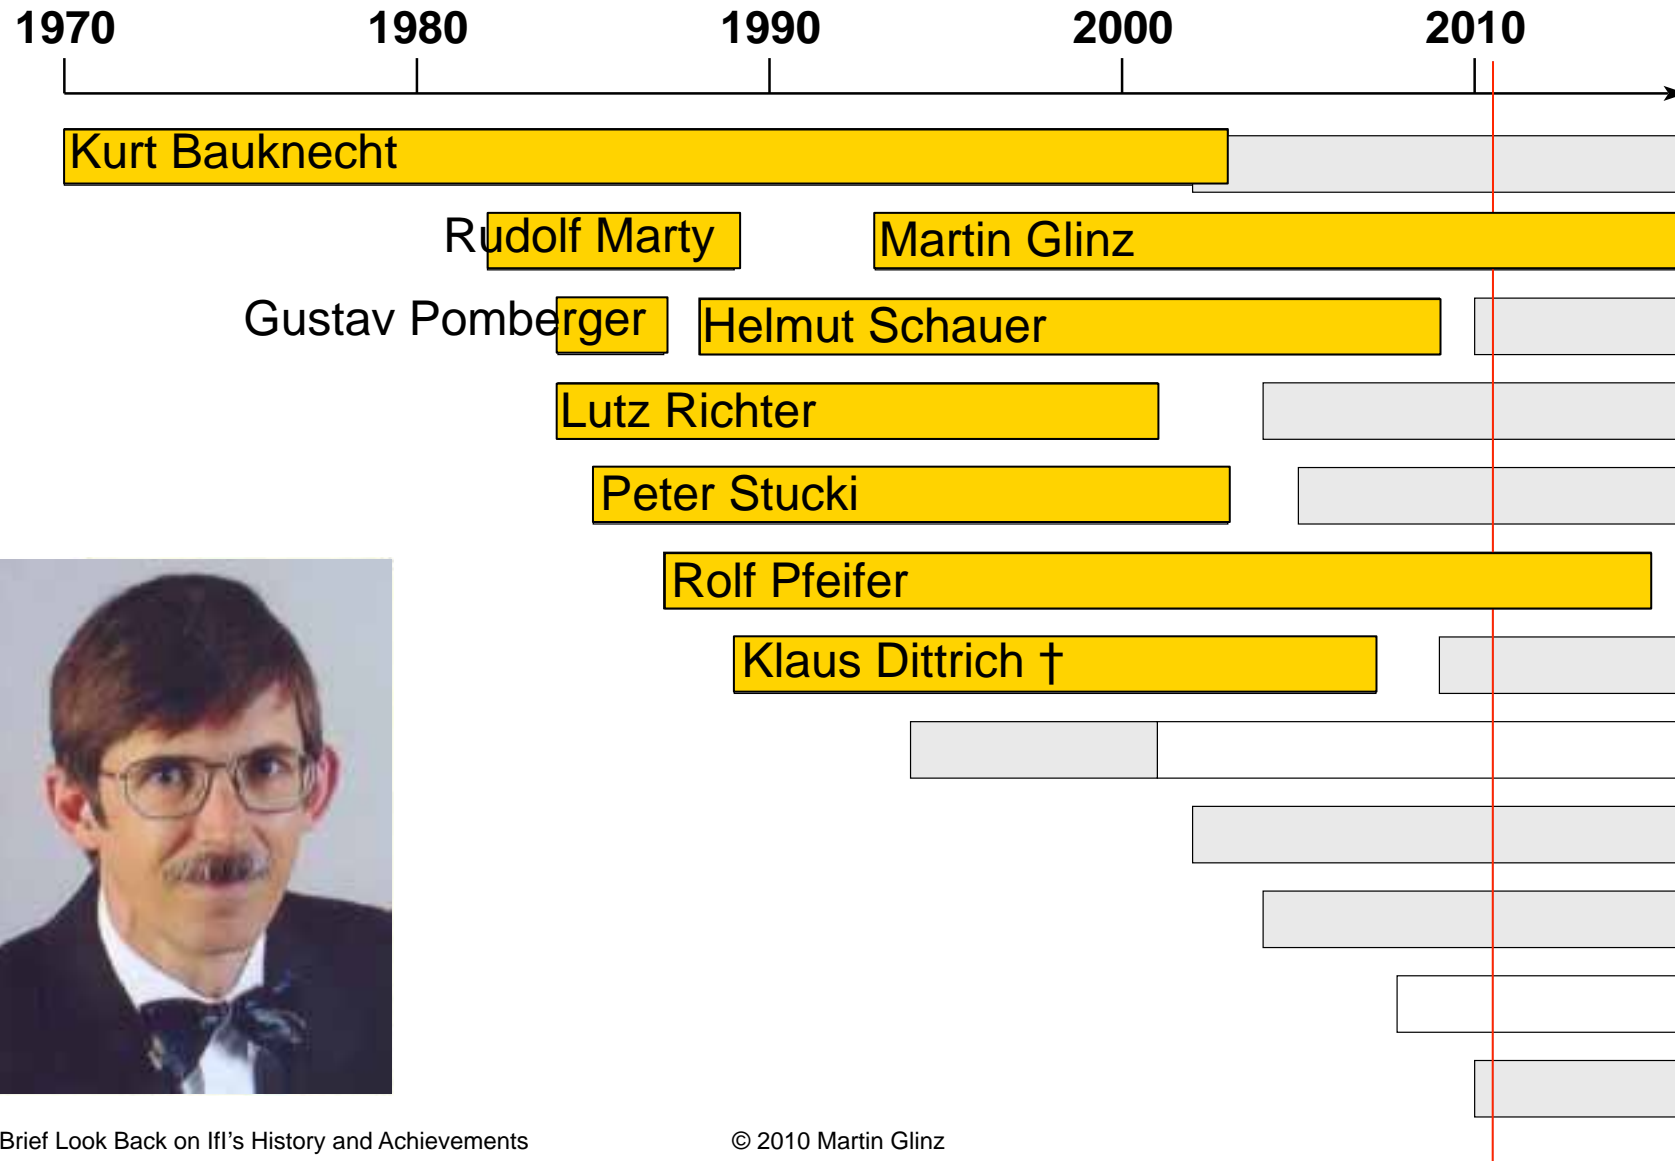 1970 1980 1990 2000 2010
Kurt Bauknecht
Rudolf Marty Martin Glinz
Gustav Pomberger Helmut Schauer
Lutz Richter
Peter Stucki
Rolf Pfeifer
Klaus Dittrich †
Brief Look Back on IfI's History and Achievements © 2010 Martin Glinz